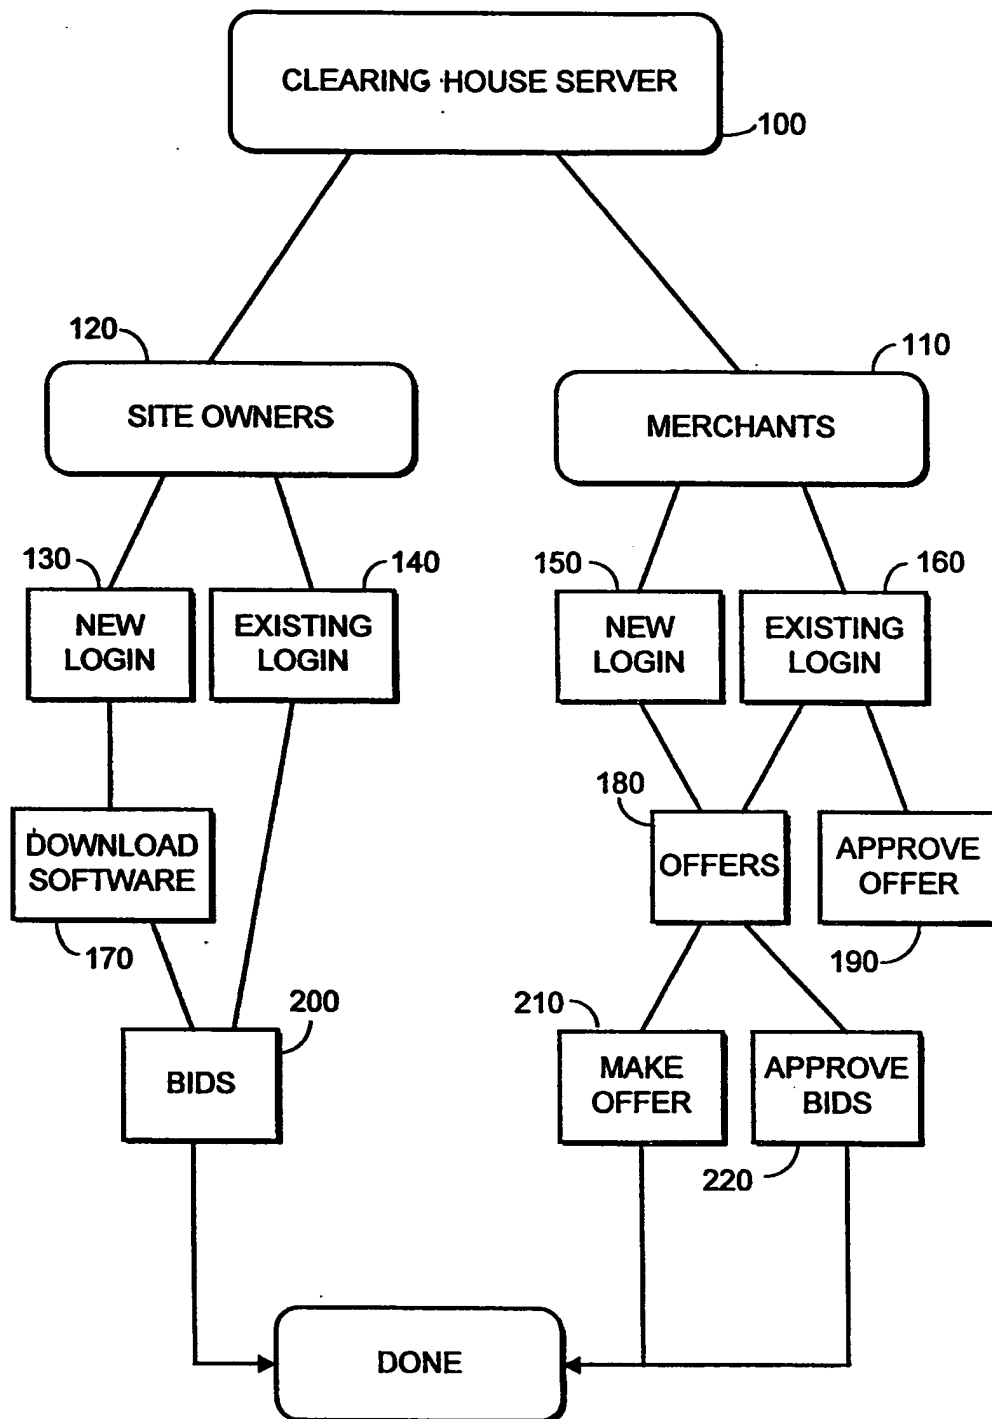 CLEARING HOUSE SERVER
100
120
110
SITE OWNERS
MERCHANTS
130
140
150
160
NEW
LOGIN
EXISTING
LOGIN
NEW
LOGIN
EXISTING
LOGIN
180
DOWNLOAD
SOFTWARE
OFFERS
APPROVE
OFFER
170
190
200
210
BIDS
MAKE
OFFER
APPROVE
BIDS
220
DONE